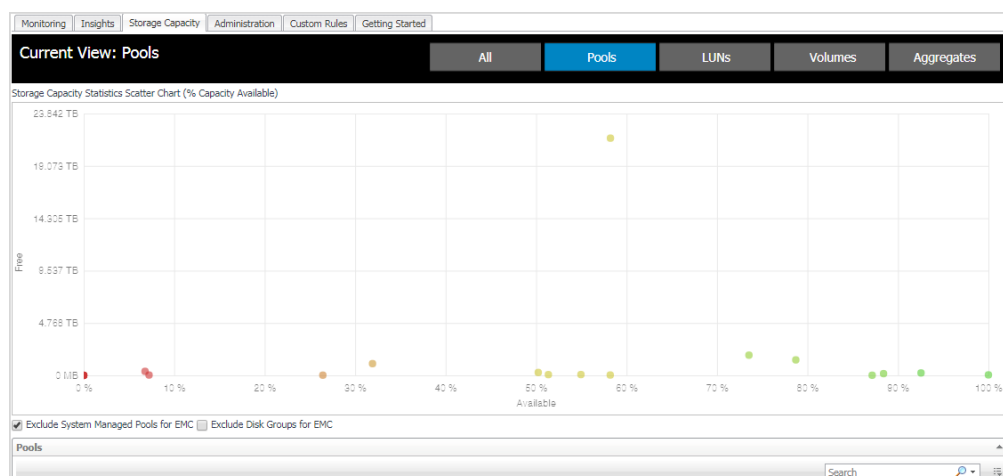 Monitoring Insights Storage Capacity Administration Custom Rules Getting Started
Current View: Pools All Pools LUNs Volumes Aggregates
Storage Capacity Statistics Scatter Chart (% Capacity Available)
23.842 TB
19.073 TB
14.305 TB
Free
9.537 TB
4.768 TB
0 MB
0 % 10 % 20 % 30 % 40 % 50 % 60 % 70 % 80 % 90 % 100 %
Available
Exclude System Managed Pools for EMC Exclude Disk Groups for EMC
Pools
Search